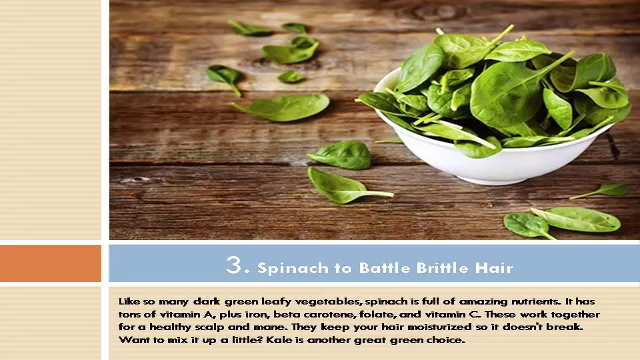 3. Spinach to Battle Brittle Hair
Like so many dark green leafy vegetables, spinach is full of amazing nutrients. It has
tons of vitamin A, plus iron, beta carotene, folate, and vitamin C. These work together
for a healthy scalp and mane. They keep your hair moisturized so it doesn't break.
Want to mix it up a little? Kale is another great green choice.